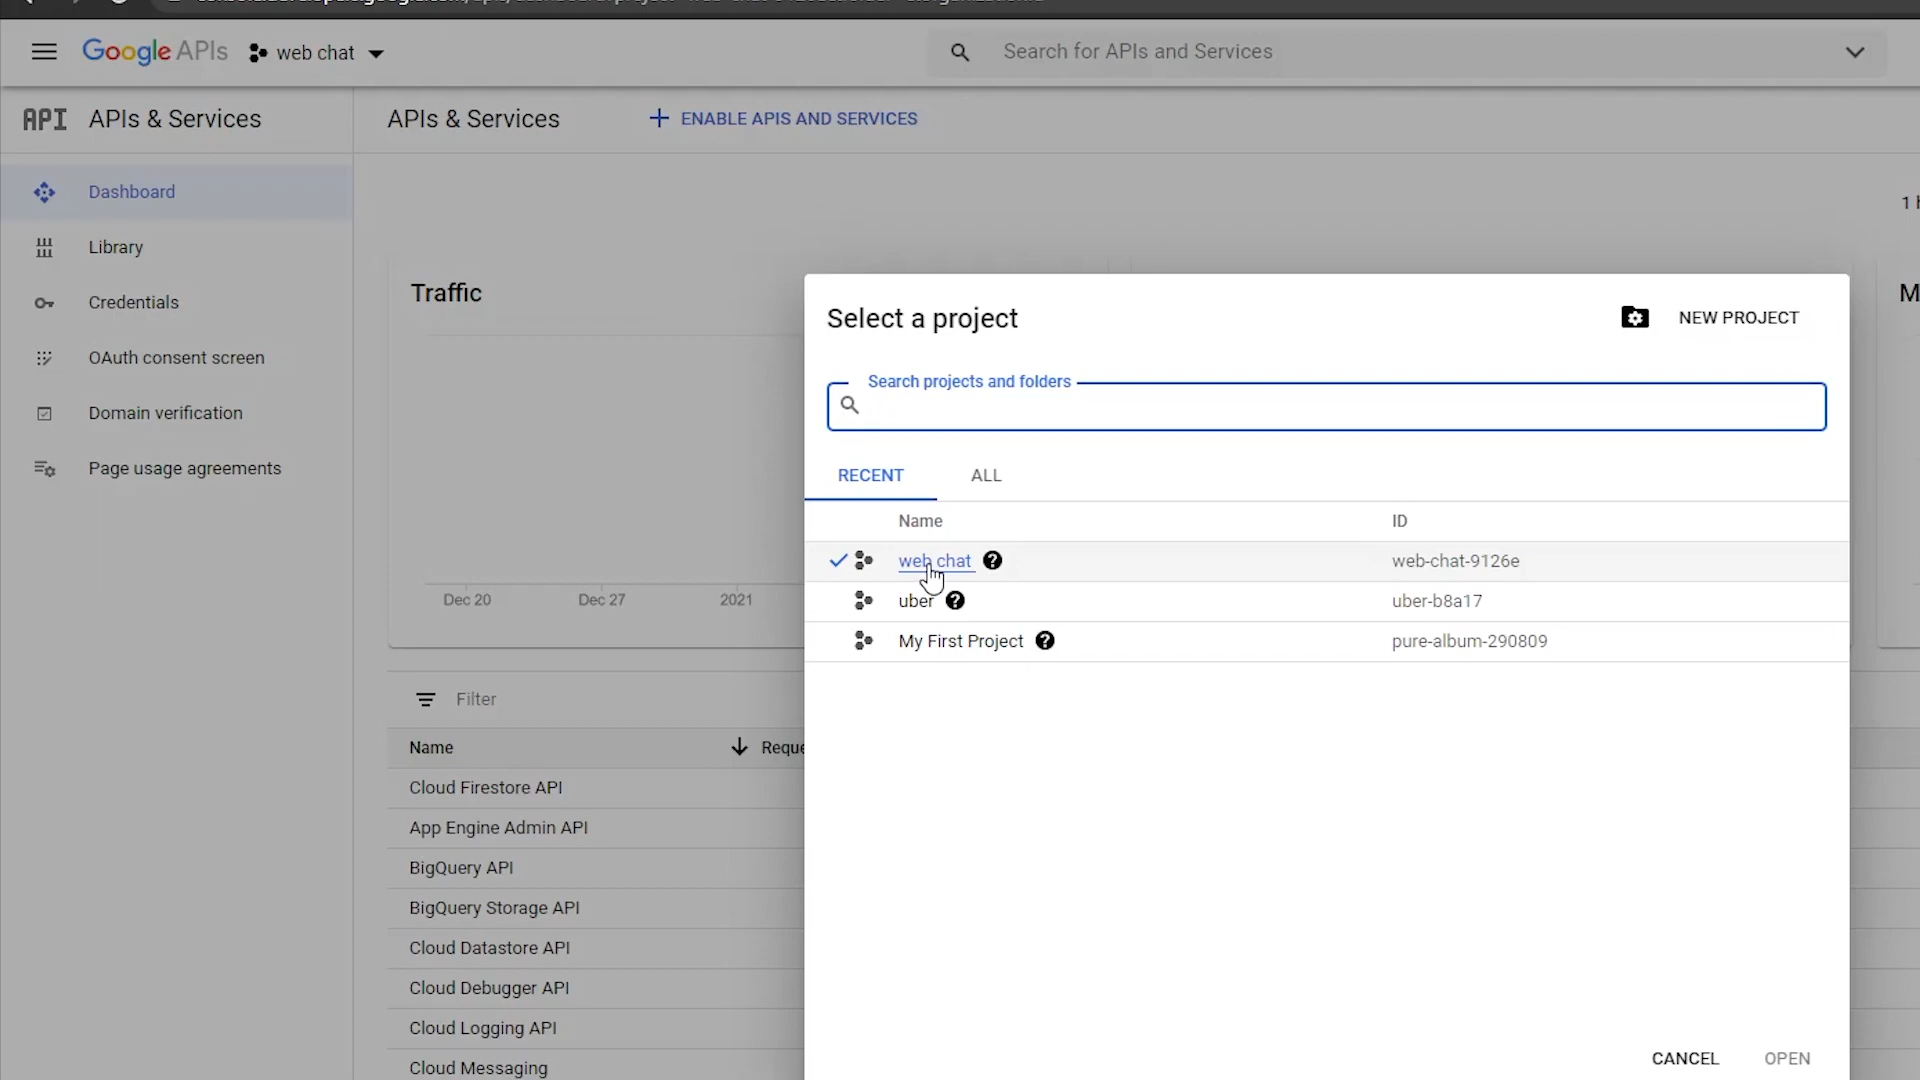 Google APIs
web chat
Search for APIs and Services
API
APIs & Services
APIs & Services
ENABLE APIS AND SERVICES
Dashboard
1
Library
Credentials
OAuth consent screen
Domain verification
Page usage agreements
Traffic
M
Dec 20
Dec 27
2021
Filter
Name
Reque
Cloud Firestore API
App Engine Admin API
BigQuery API
BigQuery Storage API
Cloud Datastore API
Cloud Debugger API
Cloud Logging API
Cloud Messaging
Select a project
NEW PROJECT
Search projects and folders
RECENT
ALL
Name
ID
web chat
web-chat-9126e
uber
uber-b8a17
My First Project
pure-album-290809
CANCEL
OPEN